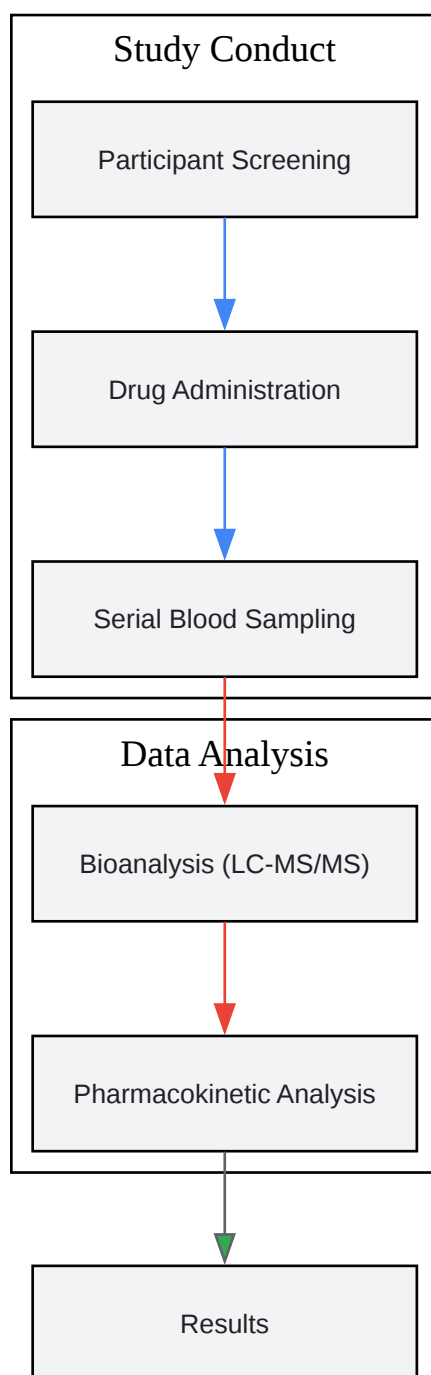 Study Conduct
Participant Screening
Drug Administration
Serial Blood Sampling
Data Analysis
Bioanalysis (LC-MS/MS)
Pharmacokinetic Analysis
Results